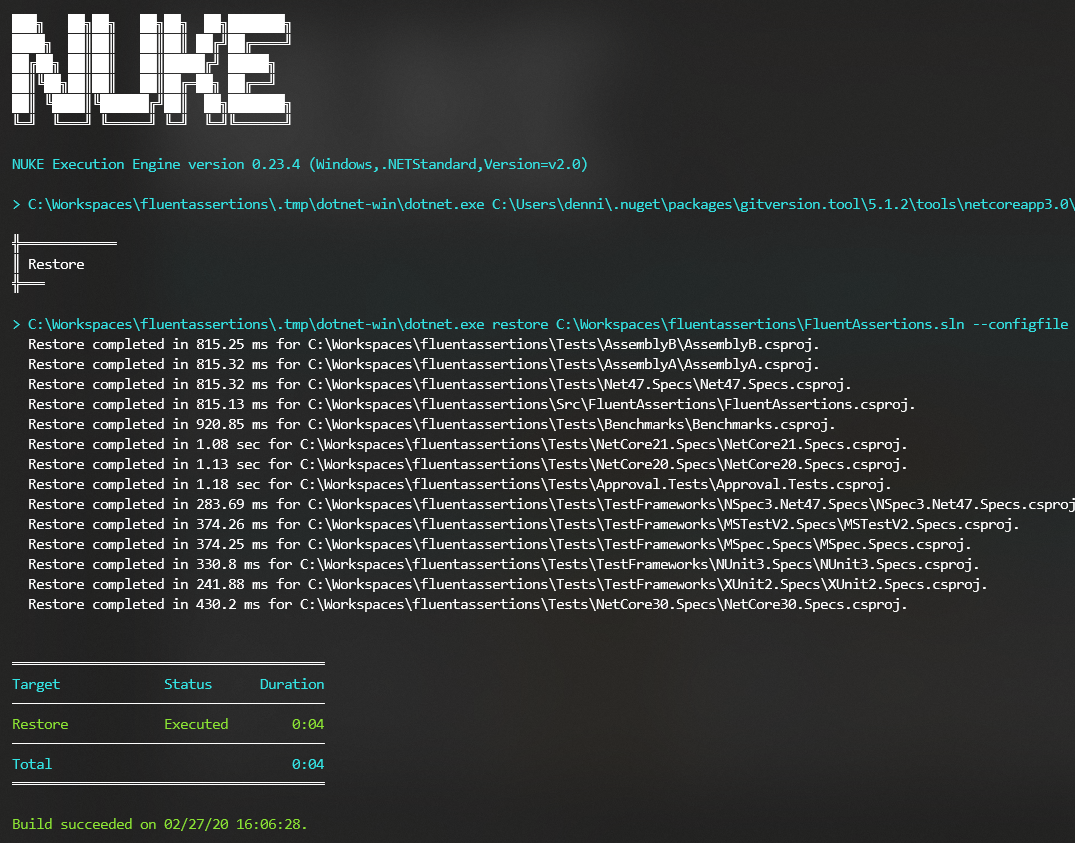 NUKE
NUKE Execution Engine version 0.23.4 (Windows,.NETStandard,Version=v2.0)
> C:\Workspaces\fluentassertions\.tmp\dotnet-win\dotnet.exe C:\Users\denni\.nuget\packages\gitversion.tool\5.1.2\tools\netcoreapp3.0\
Restore
> C:\Workspaces\fluentassertions\.tmp\dotnet-win\dotnet.exe restore C:\Workspaces\fluentassertions\FluentAssertions.sln --configfile
Restore completed in 815.25 ms for C:\Workspaces\fluentassertions\Tests\AssemblyB\AssemblyB.csproj.
Restore completed in 815.32 ms for C:\Workspaces\fluentassertions\Tests\AssemblyA\AssemblyA.csproj.
Restore completed in 815.32 ms for C:\Workspaces\fluentassertions\Tests\Net47.Specs\Net47.Specs.csproj.
Restore completed in 815.13 ms for C:\Workspaces\fluentassertions\Src\FluentAssertions\FluentAssertions.csproj.
Restore completed in 920.85 ms for C:\Workspaces\fluentassertions\Tests\Benchmarks\Benchmarks.csproj.
Restore completed in 1.08 sec for C:\Workspaces\fluentassertions\Tests\NetCore21.Specs\NetCore21.Specs.csproj.
Restore completed in 1.13 sec for C:\Workspaces\fluentassertions\Tests\NetCore20.Specs\NetCore20.Specs.csproj.
Restore completed in 1.18 sec for C:\Workspaces\fluentassertions\Tests\Approval.Tests\Approval.Tests.csproj.
Restore completed in 283.69 ms for C:\Workspaces\fluentassertions\Tests\TestFrameworks\NSpec3.Net47.Specs\NSpec3.Net47.Specs.csproj
Restore completed in 374.26 ms for C:\Workspaces\fluentassertions\Tests\TestFrameworks\MSTestV2.Specs\MSTestV2.Specs.csproj.
Restore completed in 374.25 ms for C:\Workspaces\fluentassertions\Tests\TestFrameworks\MSpec.Specs\MSpec.Specs.csproj.
Restore completed in 330.8 ms for C:\Workspaces\fluentassertions\Tests\TestFrameworks\NUnit3.Specs\NUnit3.Specs.csproj.
Restore completed in 241.88 ms for C:\Workspaces\fluentassertions\Tests\TestFrameworks\XUnit2.Specs\XUnit2.Specs.csproj.
Restore completed in 430.2 ms for C:\Workspaces\fluentassertions\Tests\NetCore30.Specs\NetCore30.Specs.csproj.
Target Status Duration
Restore Executed 0:04
Total 0:04
Build succeeded on 02/27/20 16:06:28.